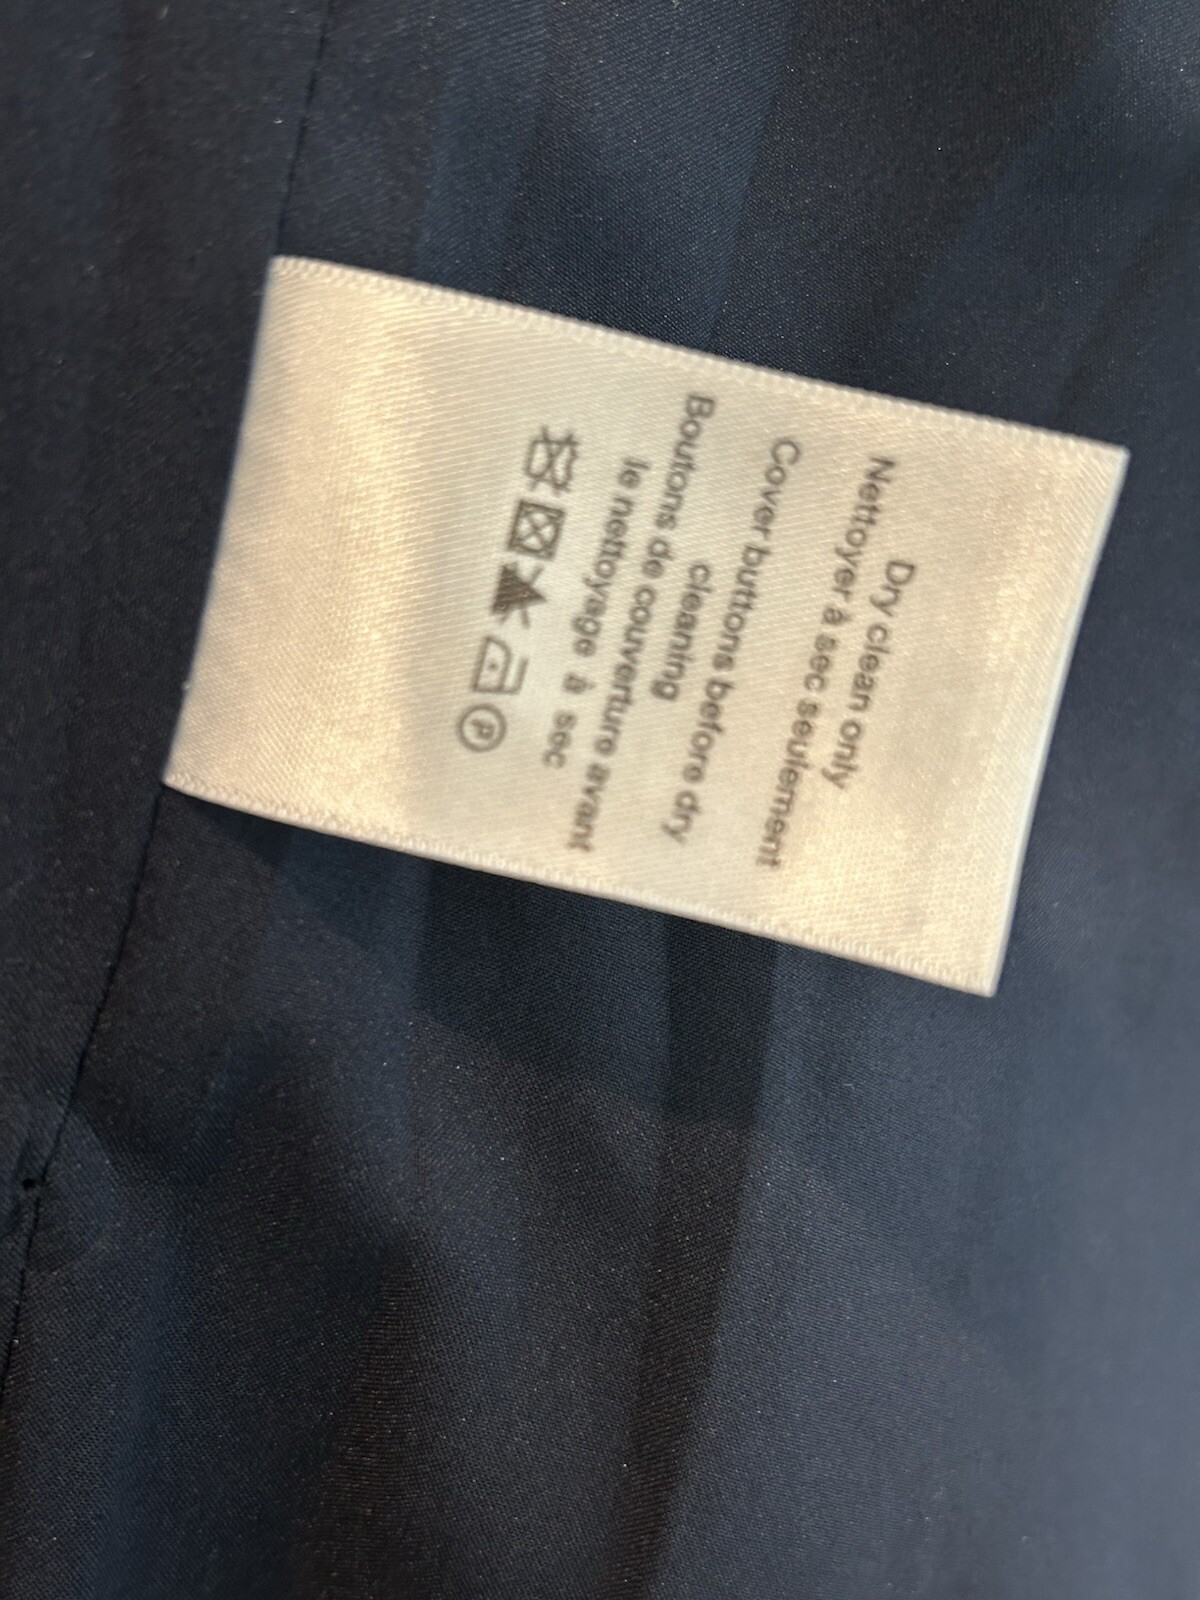 Dry clean only
Nettoyer à sec seulement
Cover buttons before dry
cleaning
Boutons de couverture avant
le nettoyage à sec
P